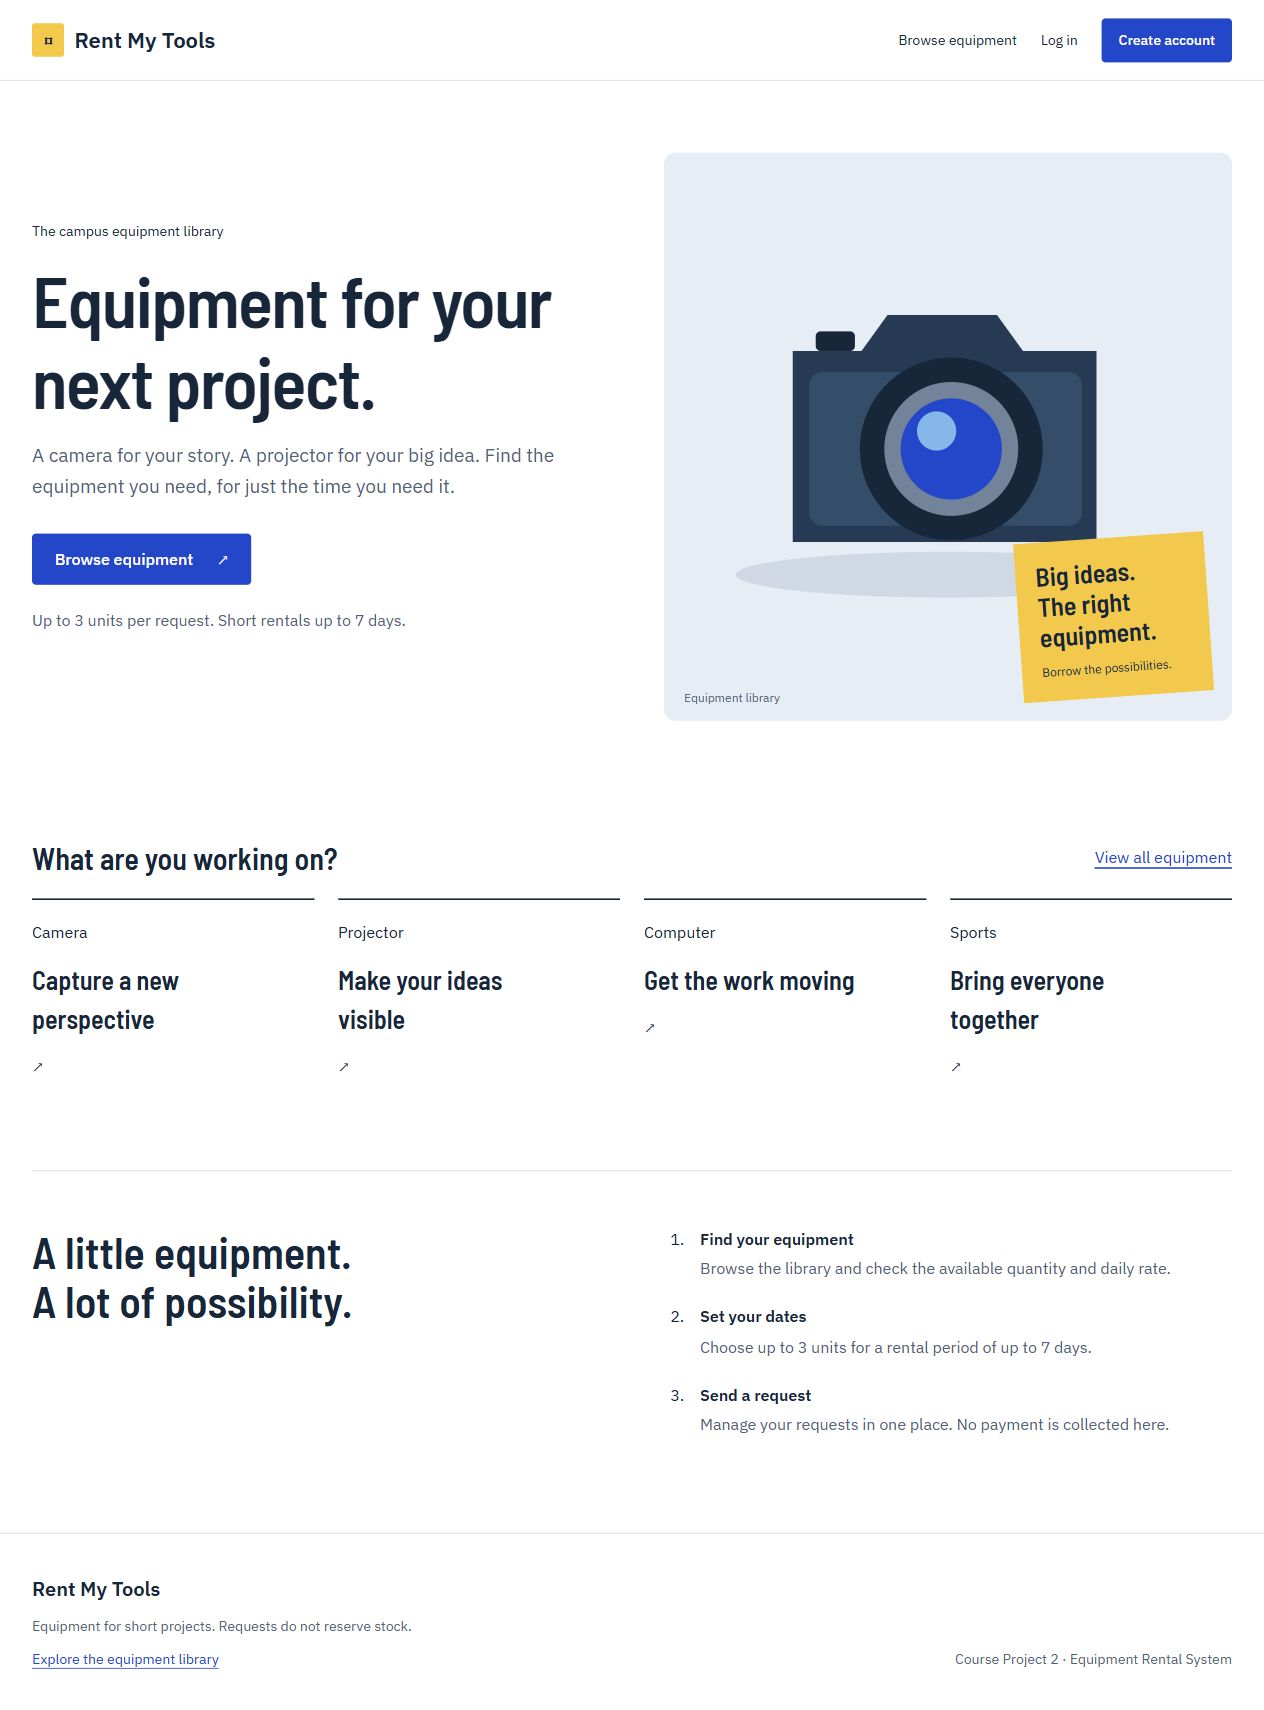 ¤ Rent My Tools
Browse equipment Log in Create account
The campus equipment library
Equipment for your
next project.
A camera for your story. A projector for your big idea. Find the
equipment you need, for just the time you need it.
Browse equipment ↗
Up to 3 units per request. Short rentals up to 7 days.
Big ideas.
The right
equipment.
Borrow the possibilities.
Equipment library
What are you working on?
View all equipment
Camera
Capture a new
perspective
↗
Projector
Make your ideas
visible
↗
Computer
Get the work moving
↗
Sports
Bring everyone
together
↗
A little equipment.
A lot of possibility.
1. Find your equipment
Browse the library and check the available quantity and daily rate.
2. Set your dates
Choose up to 3 units for a rental period of up to 7 days.
3. Send a request
Manage your requests in one place. No payment is collected here.
Rent My Tools
Equipment for short projects. Requests do not reserve stock.
Explore the equipment library
Course Project 2 · Equipment Rental System